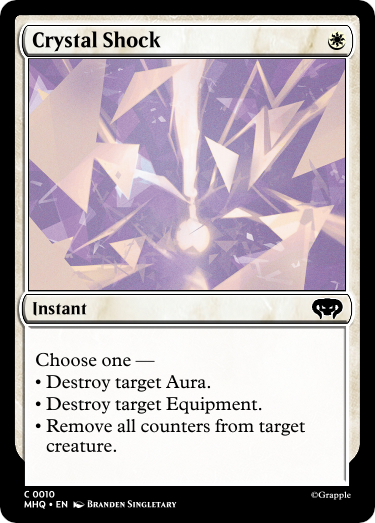 Crystal Shock
Instant
Choose one —
• Destroy target Aura.
• Destroy target Equipment.
• Remove all counters from target
creature.
C 0010
MHQ • EN Branden Singletary
©Grapple